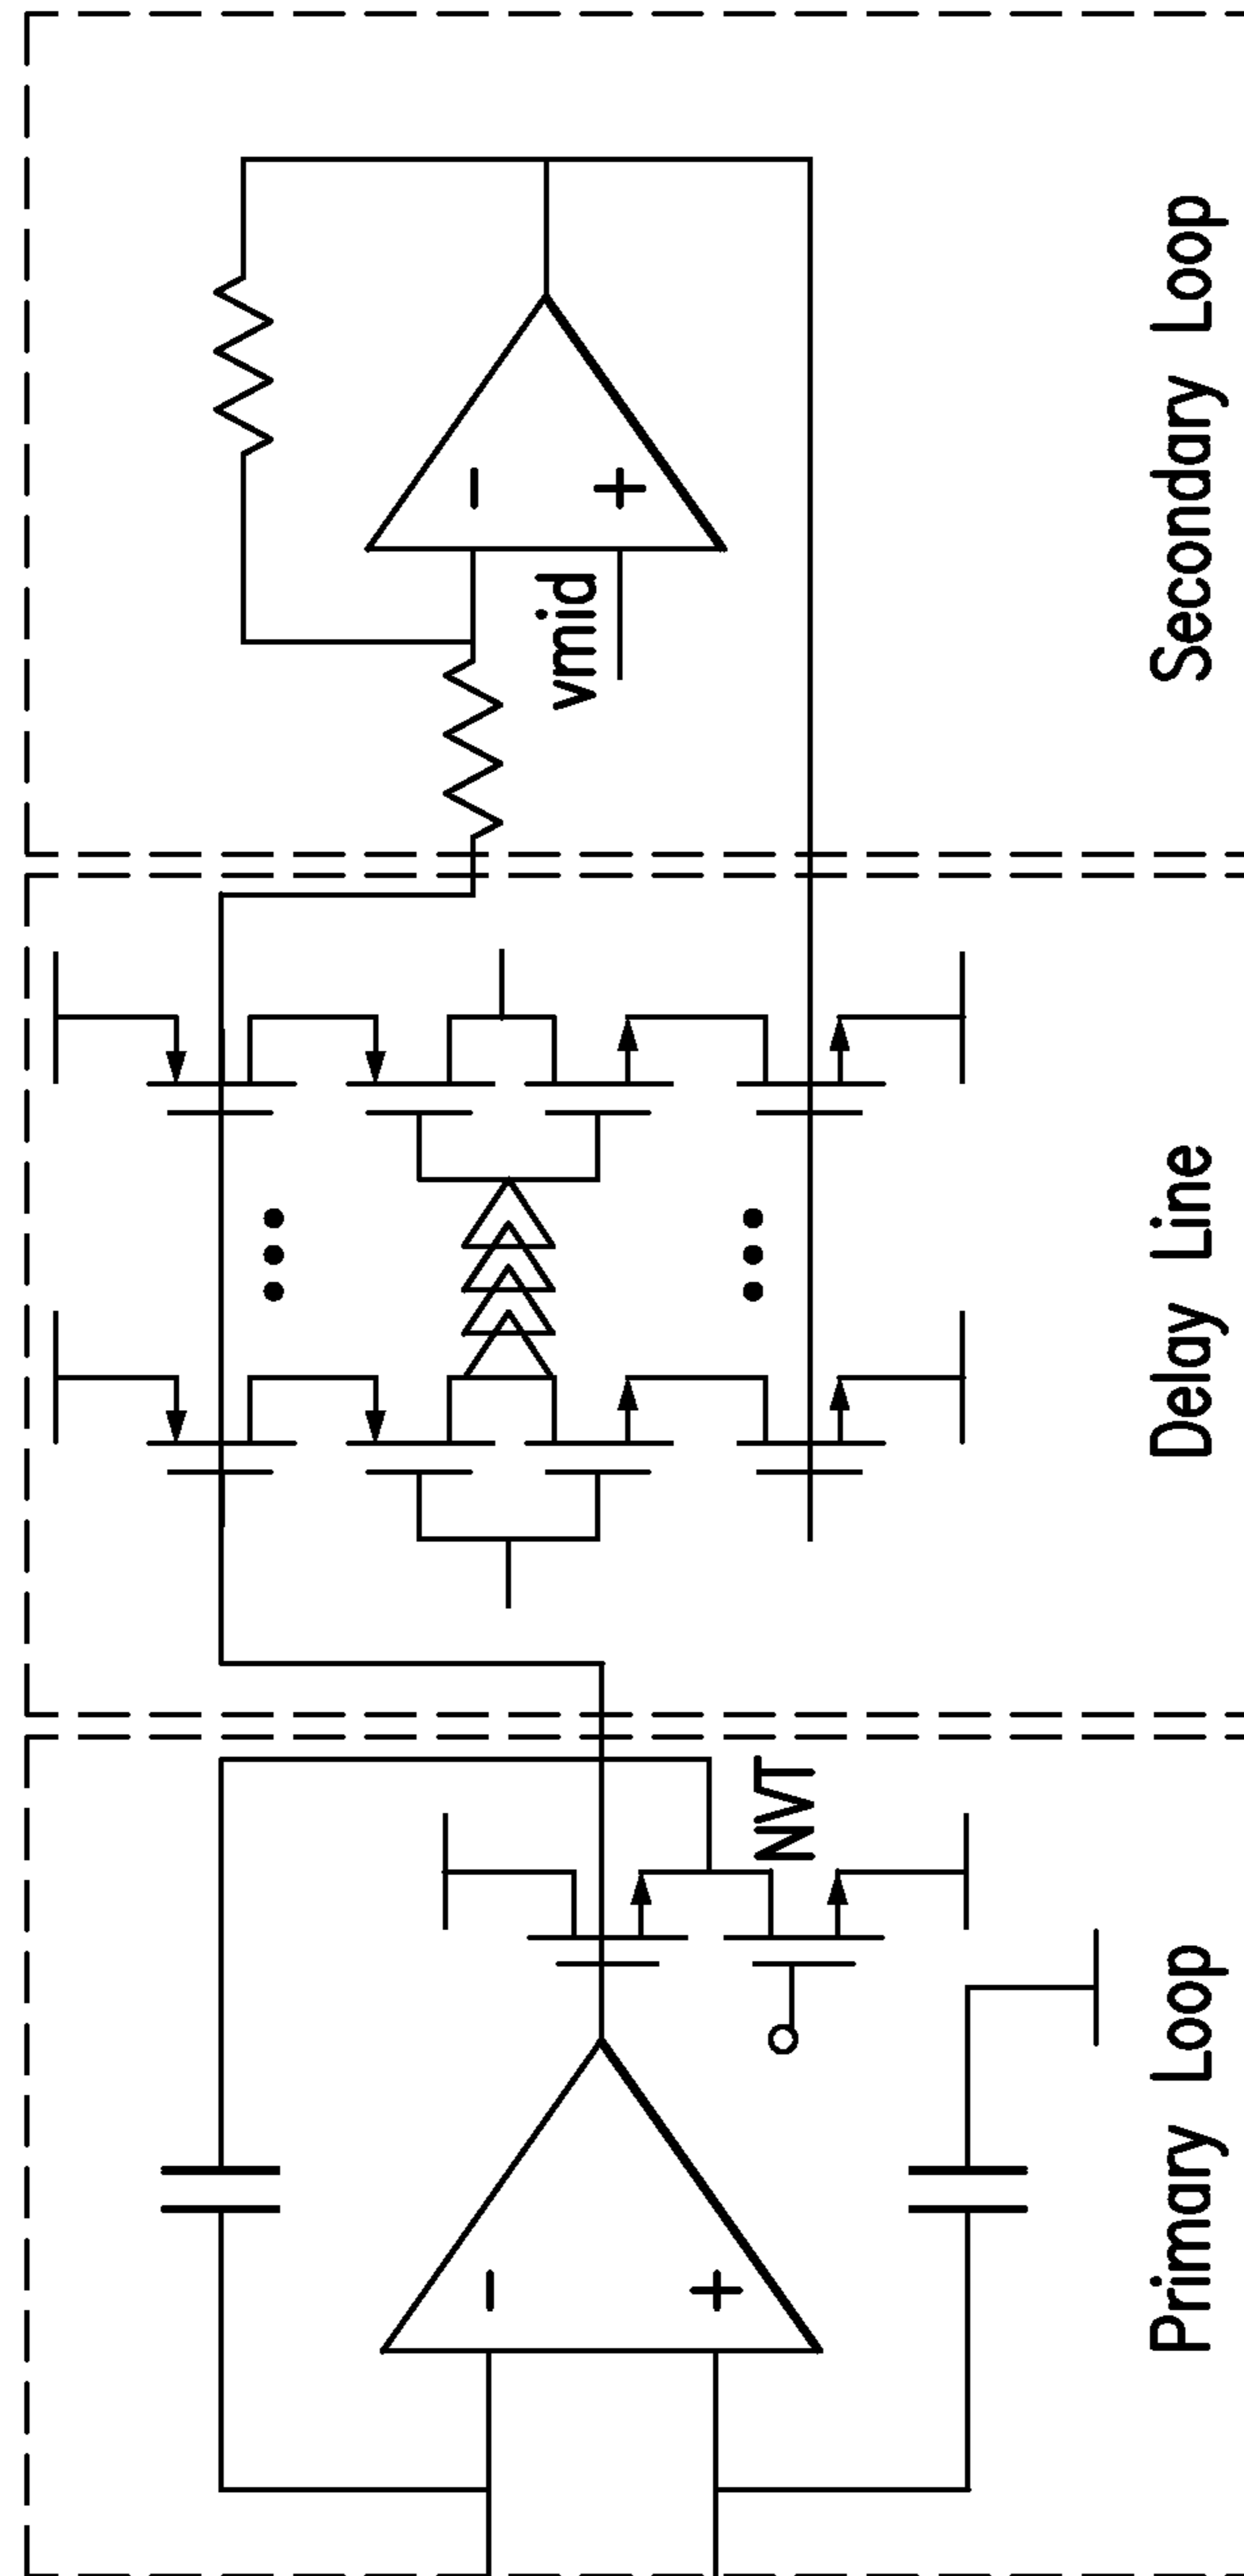 −
+
NVT
Primary Loop
Delay Line
−
+
vmid
Secondary Loop